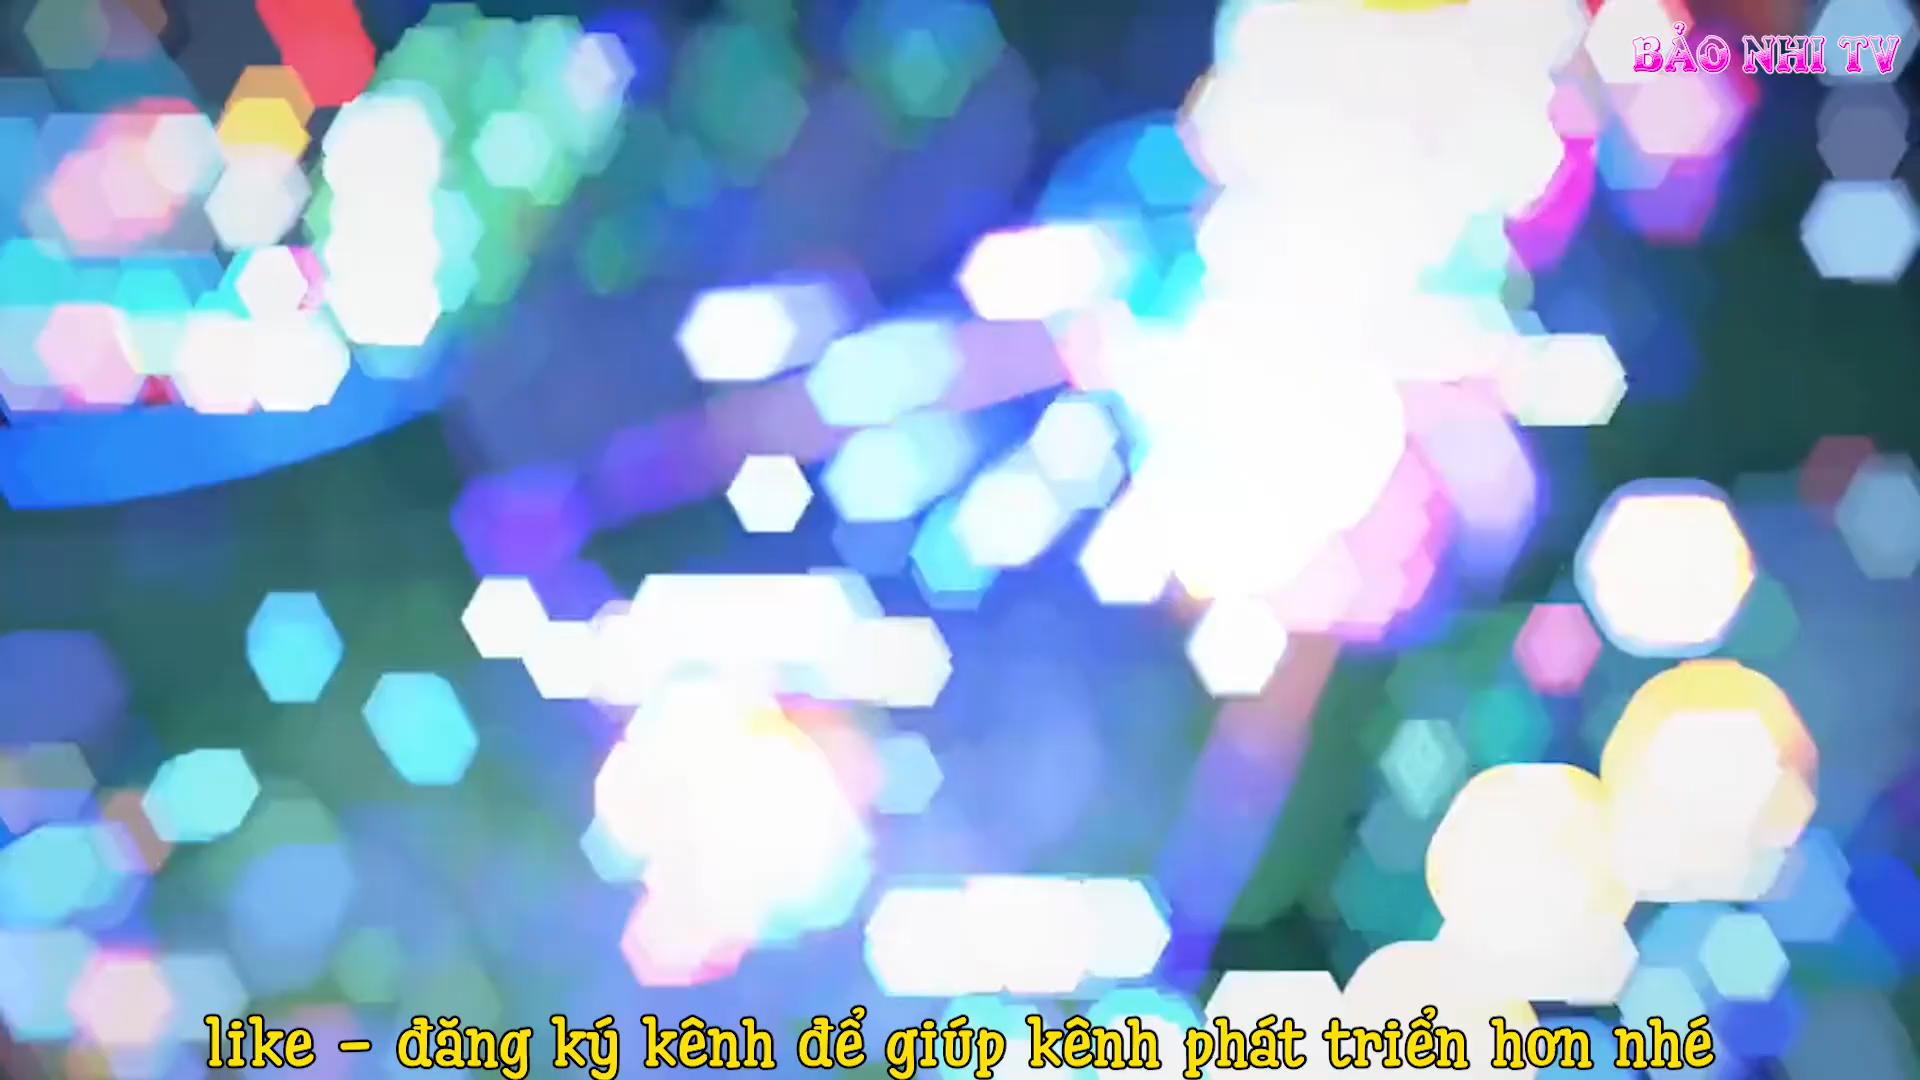 BẢO NHI TV
like - đăng ký kênh để giúp kênh phát triển hơn nhé